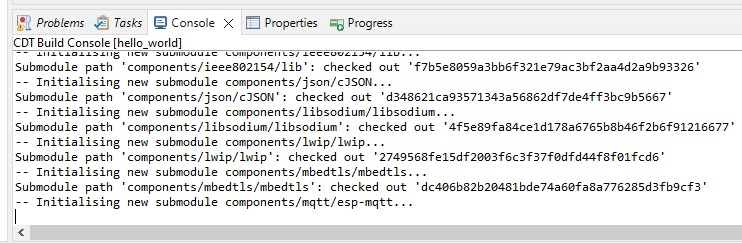 Problems Tasks Console Properties Progress
CDT Build Console [hello_world]
-- Initialising new submodule components/ieee802154/lib...
Submodule path 'components/ieee802154/lib': checked out 'f7b5e8059a3bb6f321e79ac3bf2aa4d2a9b93326'
-- Initialising new submodule components/json/cJSON...
Submodule path 'components/json/cJSON': checked out 'd348621ca93571343a56862df7de4ff3bc9b5667'
-- Initialising new submodule components/libsodium/libsodium...
Submodule path 'components/libsodium/libsodium': checked out '4f5e89fa84ce1d178a6765b8b46f2b6f91216677'
-- Initialising new submodule components/lwip/lwip...
Submodule path 'components/lwip/lwip': checked out '2749568fe15df2003f6c3f37f0dfd44f8f01fcd6'
-- Initialising new submodule components/mbedtls/mbedtls...
Submodule path 'components/mbedtls/mbedtls': checked out 'dc406b82b20481bde74a60fa8a776285d3fb9cf3'
-- Initialising new submodule components/mqtt/esp-mqtt...